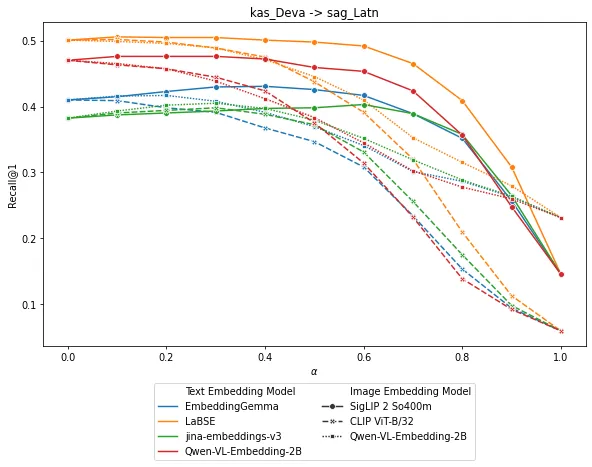 kas_Deva -> sag_Latn
Recall@1
0.5
0.4
0.3
0.2
0.1
0.0 0.2 0.4 0.6 0.8 1.0
α
Text Embedding Model
EmbeddingGemma
LaBSE
jina-embeddings-v3
Qwen-VL-Embedding-2B
Image Embedding Model
SigLIP 2 So400m
CLIP ViT-B/32
Qwen-VL-Embedding-2B